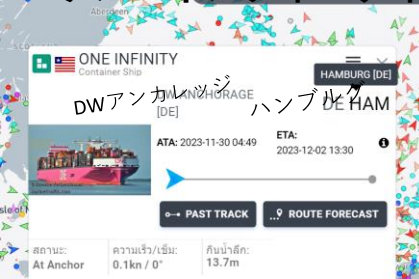 Aberdeen
ONE INFINITY
Container Ship
HAMBURG [DE]
DWアンカレッジ
ANCHORAGE
[DE]
ハンブルグ
DE HAM
ATA: 2023-11-30 04:49
ETA:
2023-12-02 13:30
PAST TRACK
ROUTE FORECAST
สถานะ:
At Anchor
ความเร็ว/เข็ม:
0.1kn / 0°
กินน้ำลึก:
13.7m